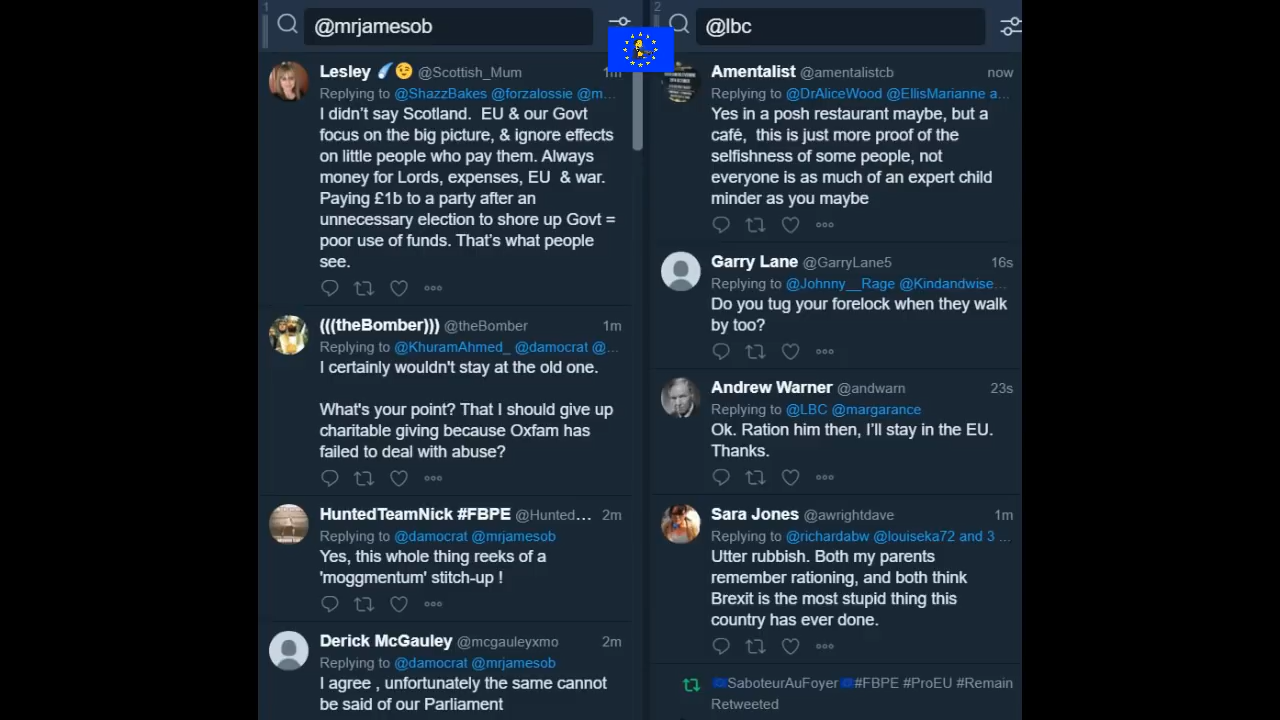 1
@mrjamesob
Lesley @Scottish_Mum 1m
Replying to @ShazzBakes @forzalossie @m...
I didn't say Scotland. EU & our Govt
focus on the big picture, & ignore effects
on little people who pay them. Always
money for Lords, expenses, EU & war.
Paying £1b to a party after an
unnecessary election to shore up Govt =
poor use of funds. That's what people
see.
(((theBomber))) @theBomber 1m
Replying to @KhuramAhmed_ @damocrat @...
I certainly wouldn't stay at the old one.
What's your point? That I should give up
charitable giving because Oxfam has
failed to deal with abuse?
HuntedTeamNick #FBPE @Hunted... 2m
Replying to @damocrat @mrjamesob
Yes, this whole thing reeks of a
'moggmentum' stitch-up !
Derick McGauley @mcgauleyxmo 2m
Replying to @damocrat @mrjamesob
I agree , unfortunately the same cannot
be said of our Parliament
2
@lbc
Amentalist @amentalistcb now
Replying to @DrAliceWood @EllisMarianne a...
Yes in a posh restaurant maybe, but a
café, this is just more proof of the
selfishness of some people, not
everyone is as much of an expert child
minder as you maybe
Garry Lane @GarryLane5 16s
Replying to @Johnny__Rage @Kindandwise...
Do you tug your forelock when they walk
by too?
Andrew Warner @andwarn 23s
Replying to @LBC @margarance
Ok. Ration him then, I'll stay in the EU.
Thanks.
Sara Jones @awrightdave 1m
Replying to @richardabw @louiseka72 and 3 ...
Utter rubbish. Both my parents
remember rationing, and both think
Brexit is the most stupid thing this
country has ever done.
SaboteurAuFoyer #FBPE #ProEU #Remain
Retweeted